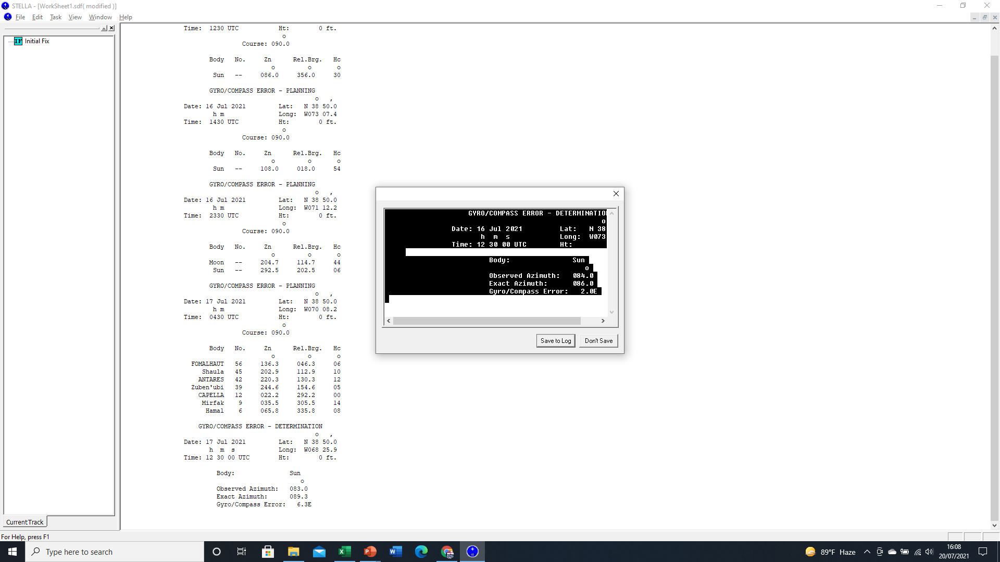 STELLA - [WorkSheet1.sdf( modified )]
File Edit Task View Window Help
IF Initial Fix
CurrentTrack
Time: 1230 UTC Ht: 0 ft.
o
Course: 090.0
Body No. Zn Rel.Brg. Hc
o o o
Sun -- 086.0 356.0 30
GYRO/COMPASS ERROR - PLANNING
o ,
Date: 16 Jul 2021 Lat: N 38 50.0
h m Long: W073 07.4
Time: 1430 UTC Ht: 0 ft.
o
Course: 090.0
Body No. Zn Rel.Brg. Hc
o o o
Sun -- 108.0 018.0 54
GYRO/COMPASS ERROR - PLANNING
o ,
Date: 16 Jul 2021 Lat: N 38 50.0
h m Long: W071 12.2
Time: 2330 UTC Ht: 0 ft.
o
Course: 090.0
Body No. Zn Rel.Brg. Hc
o o o
Moon -- 204.7 114.7 44
Sun -- 292.5 202.5 06
GYRO/COMPASS ERROR - PLANNING
o ,
Date: 17 Jul 2021 Lat: N 38 50.0
h m Long: W070 08.2
Time: 0430 UTC Ht: 0 ft.
o
Course: 090.0
Body No. Zn Rel.Brg. Hc
o o o
FOMALHAUT 56 136.3 046.3 06
Shaula 45 202.9 112.9 10
ANTARES 42 220.3 130.3 12
Zuben'ubi 39 244.6 154.6 05
CAPELLA 12 022.2 292.2 00
Mirfak 9 035.5 305.5 14
Hamal 6 065.8 335.8 08
GYRO/COMPASS ERROR - DETERMINATION
o ,
Date: 17 Jul 2021 Lat: N 38 50.0
h m s Long: W068 25.9
Time: 12 30 00 UTC Ht: 0 ft.
Body: Sun
o
Observed Azimuth: 083.0
Exact Azimuth: 089.3
Gyro/Compass Error: 6.3E
GYRO/COMPASS ERROR - DETERMINATIO
o
Date: 16 Jul 2021 Lat: N 38
h m s Long: W073
Time: 12 30 00 UTC Ht:
Body: Sun
o
Observed Azimuth: 084.0
Exact Azimuth: 086.0
Gyro/Compass Error: 2.0E
Save to Log Don't Save
For Help, press F1
Type here to search
89°F Haze
16:08
20/07/2021